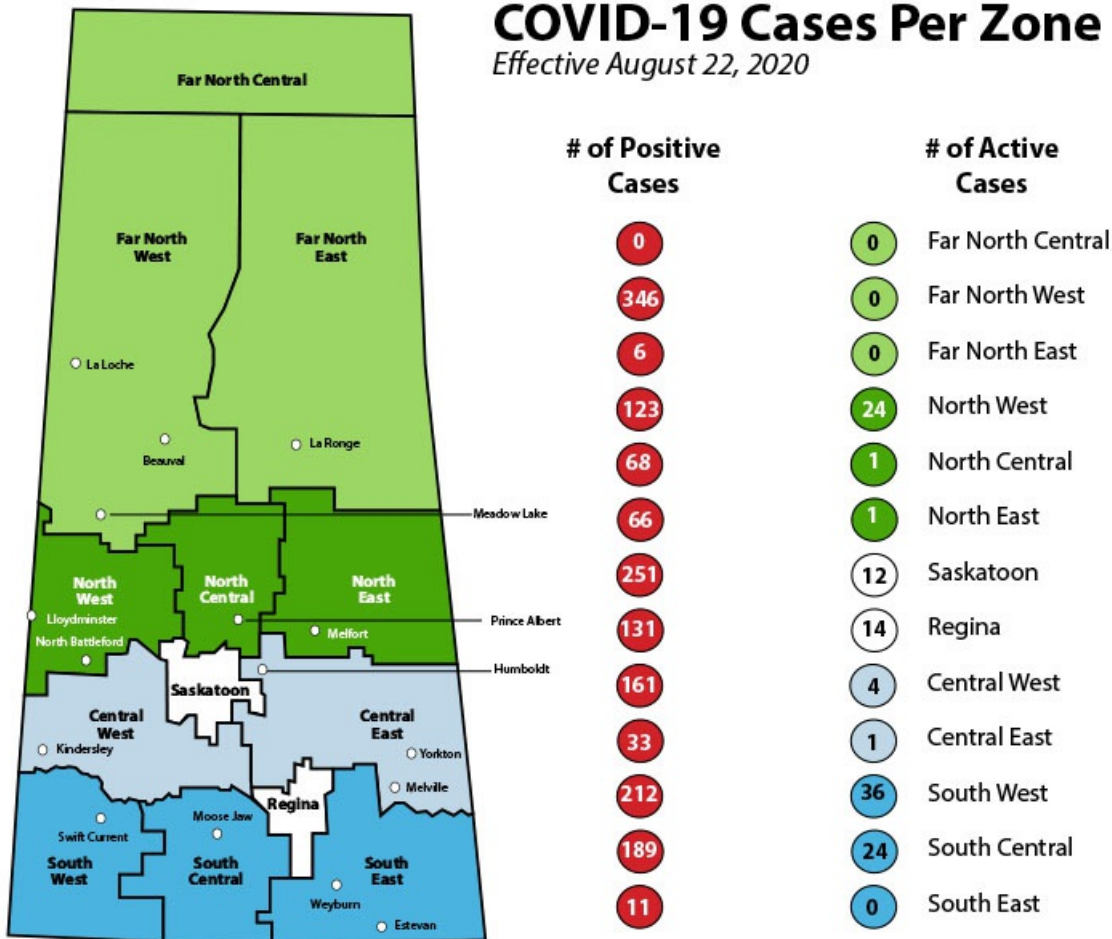 COVID-19 Cases Per Zone
Effective August 22, 2020
# of Positive
Cases
# of Active
Cases
0 0 Far North Central
346 0 Far North West
6 0 Far North East
123 24 North West
68 1 North Central
66 1 North East
251 12 Saskatoon
131 14 Regina
161 4 Central West
33 1 Central East
212 36 South West
189 24 South Central
11 0 South East
Far North Central
Far North
West
Far North
East
La Loche
Beauval
La Ronge
Meadow Lake
North
West
North
Central
North
East
Lloydminster
Prince Albert
North Battleford
Melfort
Humboldt
Saskatoon
Central
West
Central
East
Kindersley
Yorkton
Melville
Regina
Moose Jaw
Swift Current
South
West
South
Central
South
East
Weyburn
Estevan